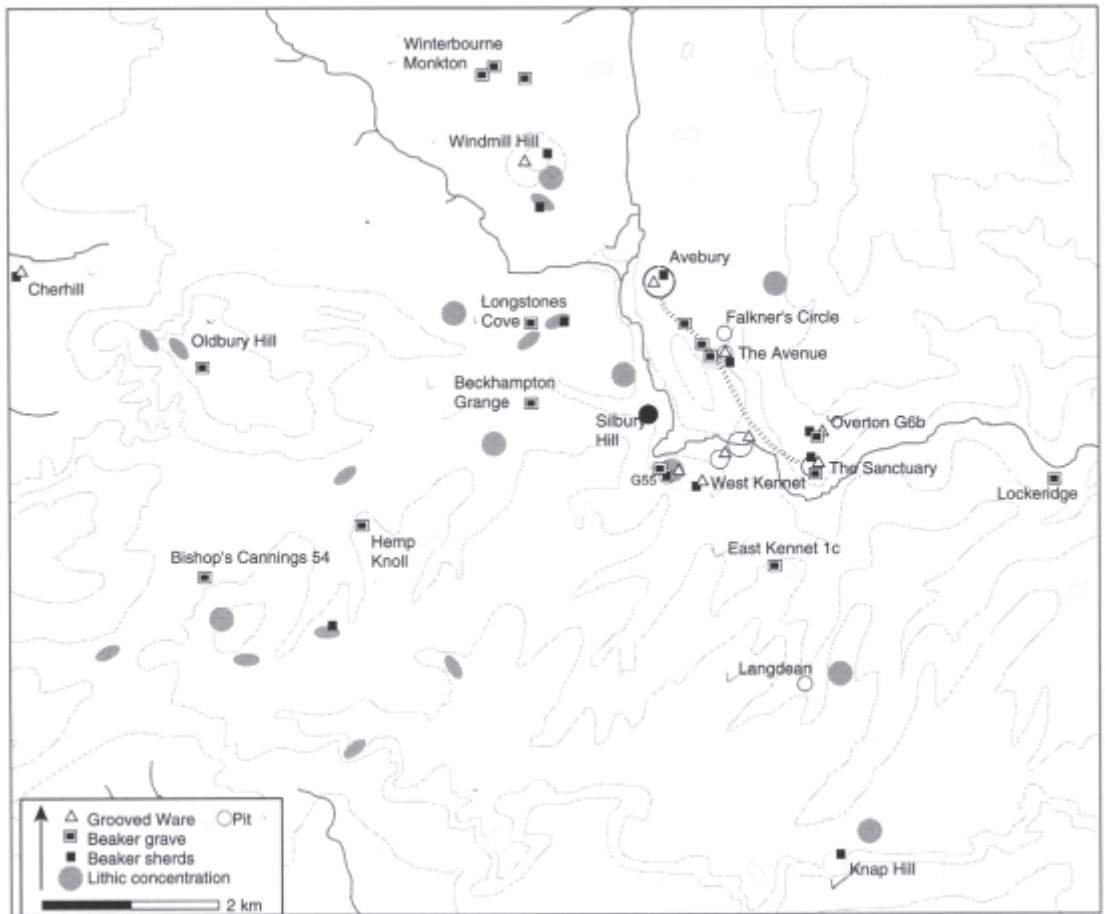 Winterbourne
Monkton
Windmill Hill
Avebury
Cherhill
Longstones
Cove
Falkner's Circle
Oldbury Hill
The Avenue
Beckhampton
Grange
Silbury
Hill
Overton G6b
The Sanctuary
G55
West Kennet
Lockeridge
Hemp
Knoll
East Kennet 1c
Bishop's Cannings 54
Langdean
Knap Hill
Grooved Ware
Pit
Beaker grave
Beaker sherds
Lithic concentration
2 km